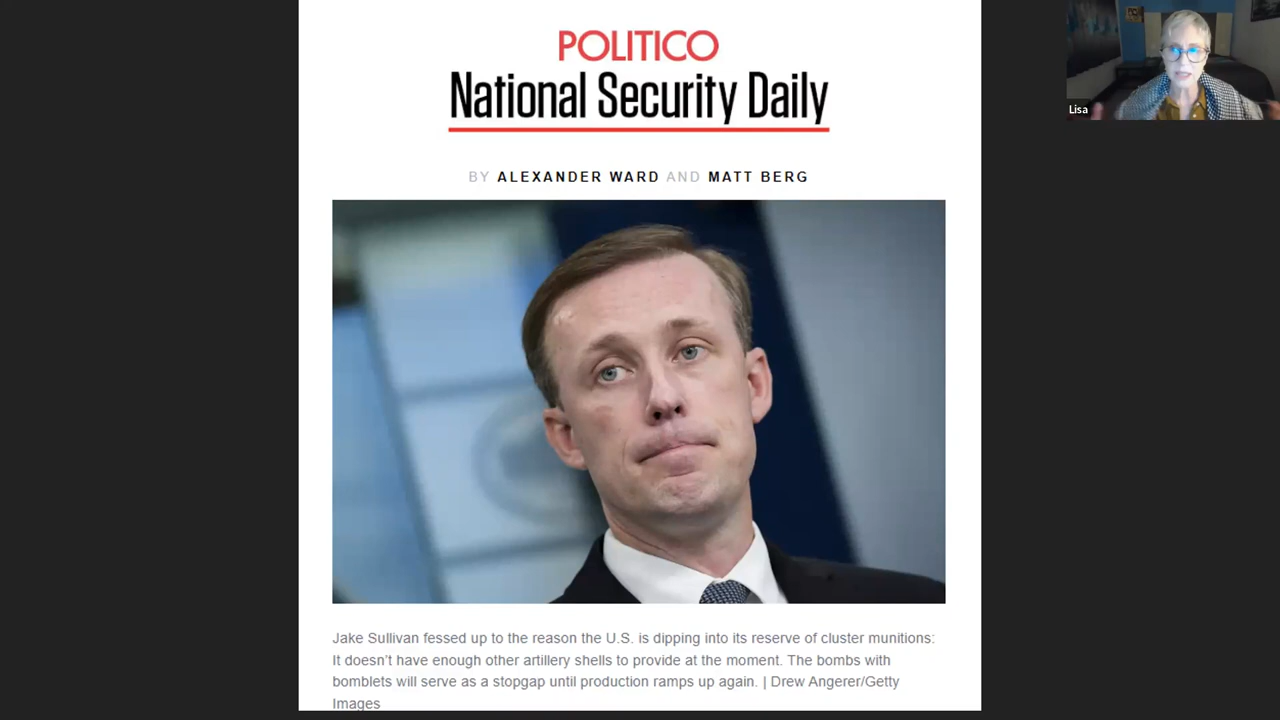 POLITICO
National Security Daily
Lisa
BY ALEXANDER WARD AND MATT BERG
Jake Sullivan fessed up to the reason the U.S. is dipping into its reserve of cluster munitions:
It doesn't have enough other artillery shells to provide at the moment. The bombs with
bomblets will serve as a stopgap until production ramps up again. | Drew Angerer/Getty
Images